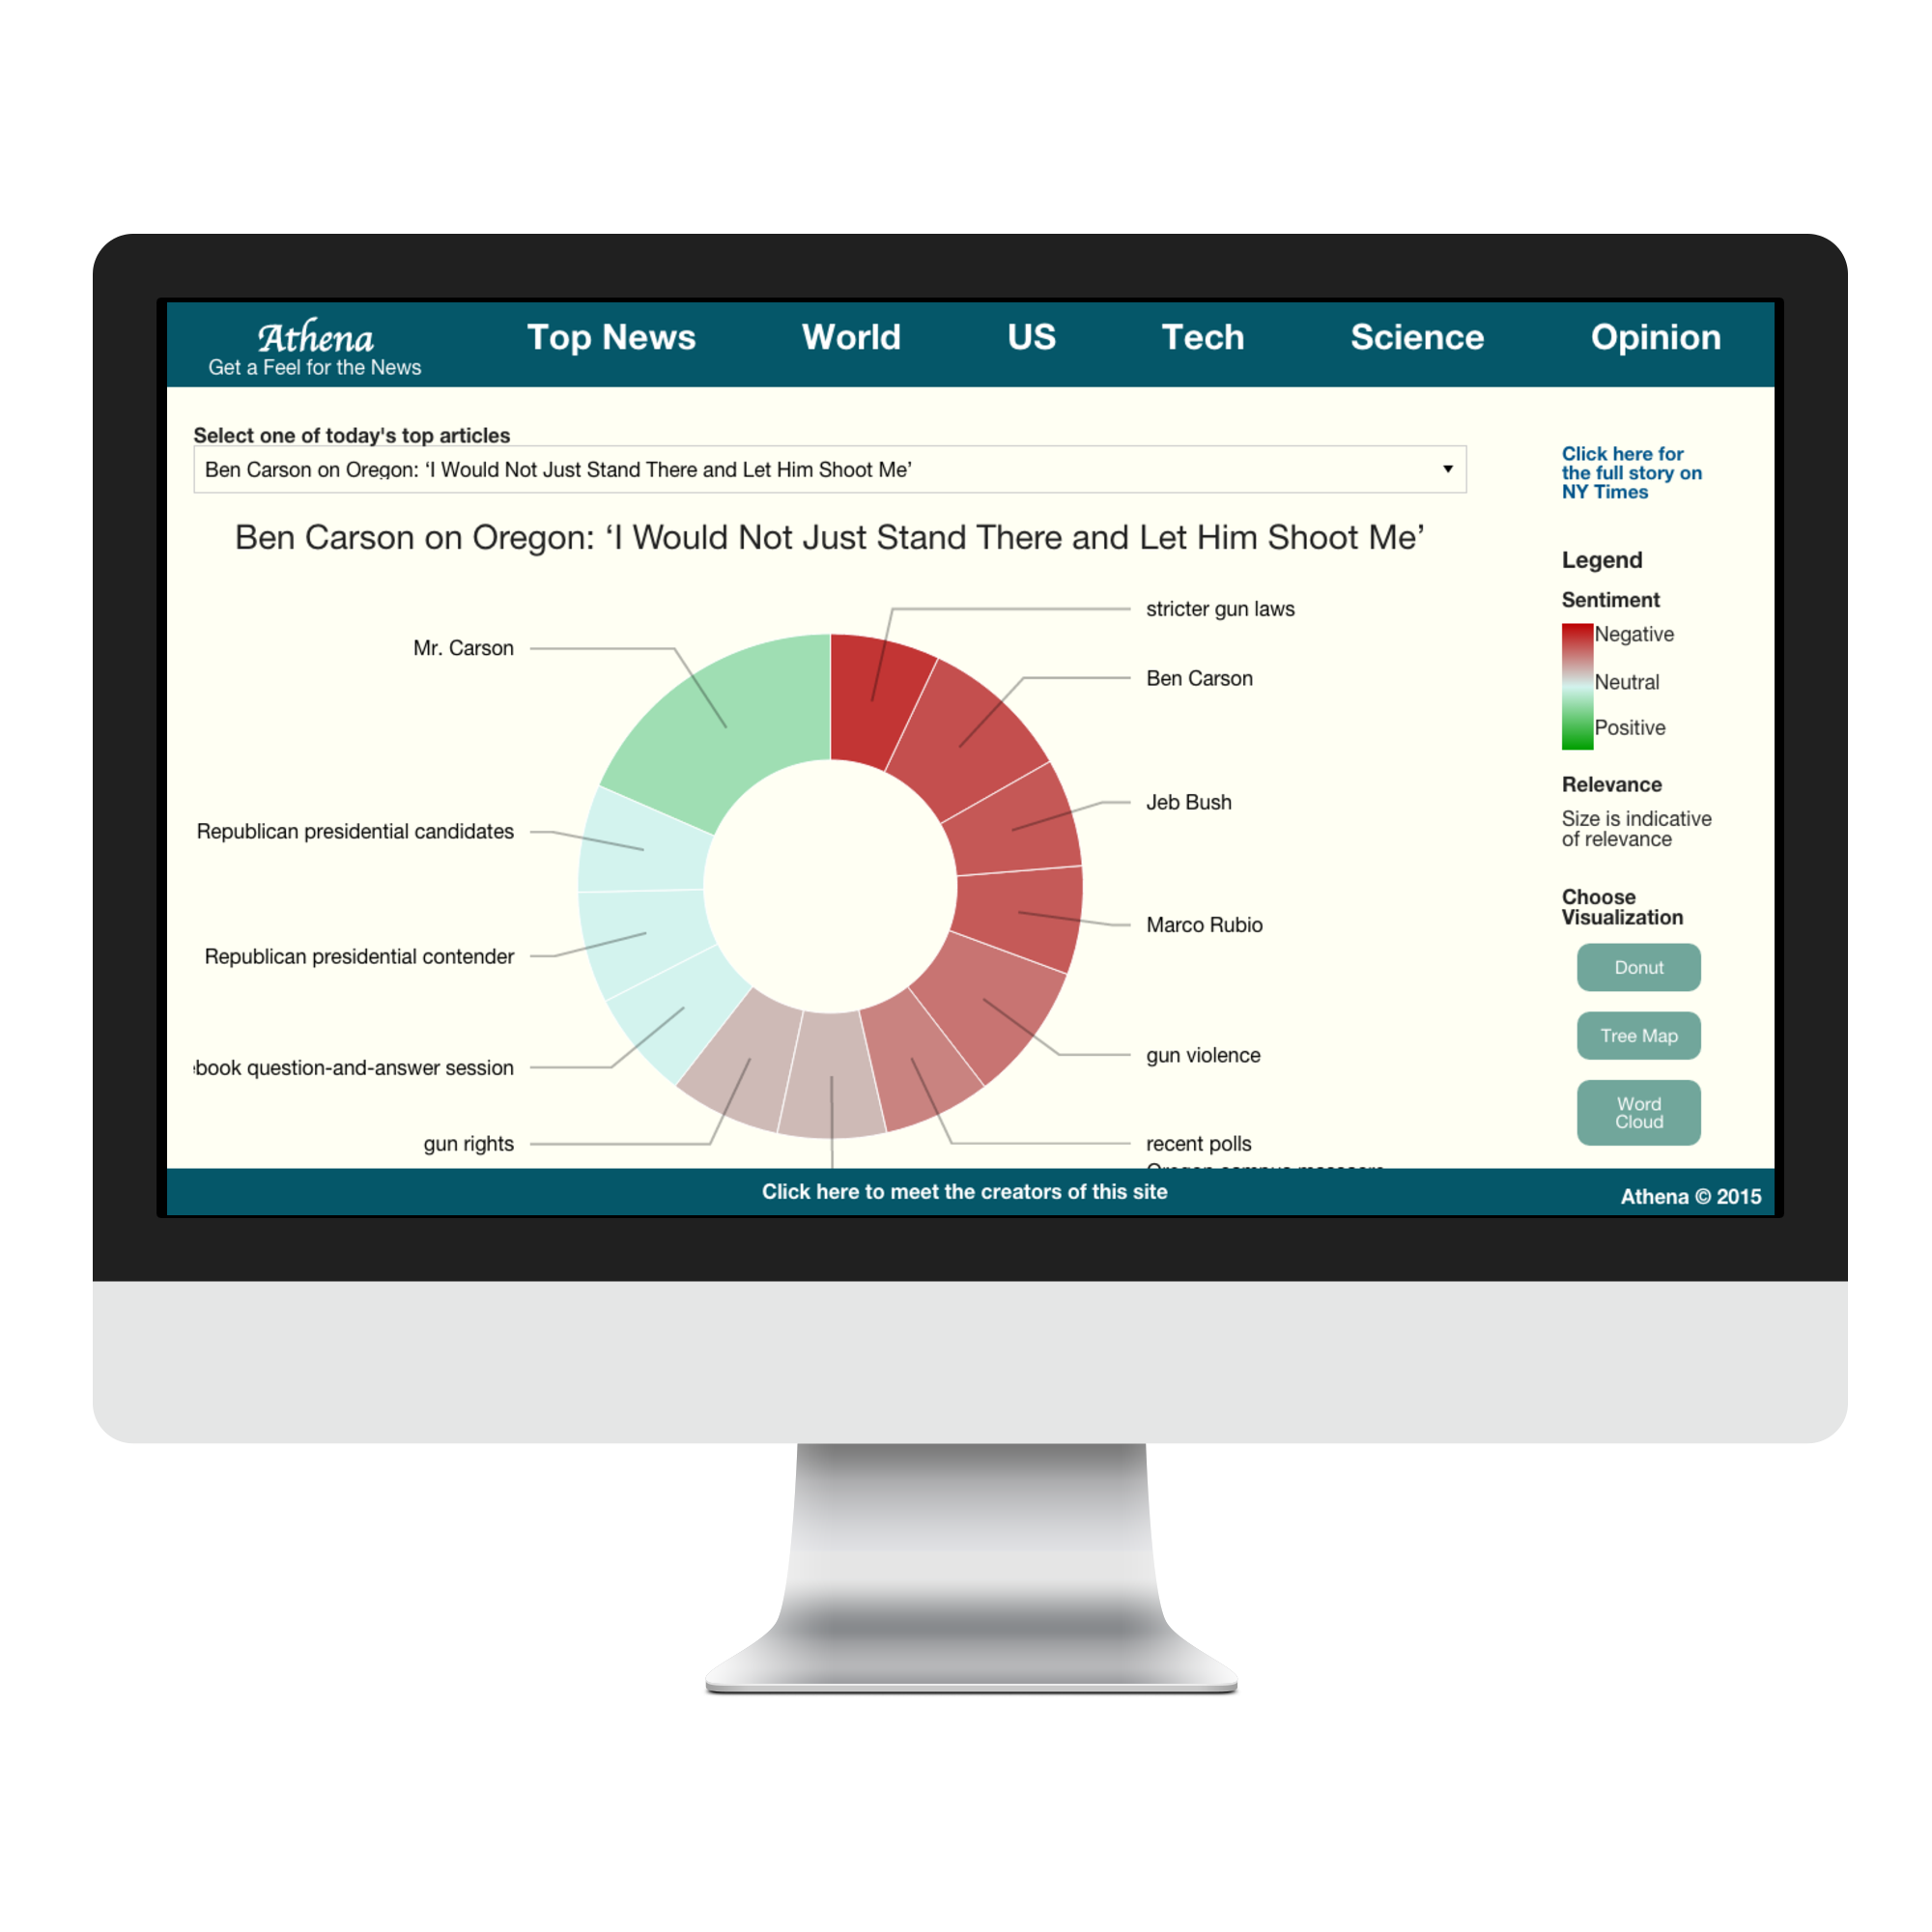 Athena
Get a Feel for the News
Top News
World
US
Tech
Science
Opinion
Select one of today's top articles
Ben Carson on Oregon: ‘I Would Not Just Stand There and Let Him Shoot Me’
Click here for
the full story on
NY Times
Ben Carson on Oregon: ‘I Would Not Just Stand There and Let Him Shoot Me’
Legend
Sentiment
Negative
Neutral
Positive
Relevance
Size is indicative
of relevance
Choose
Visualization
Donut
Tree Map
Word
Cloud
stricter gun laws
Ben Carson
Jeb Bush
Marco Rubio
gun violence
recent polls
Mr. Carson
Republican presidential candidates
Republican presidential contender
book question-and-answer session
gun rights
Click here to meet the creators of this site
Athena © 2015